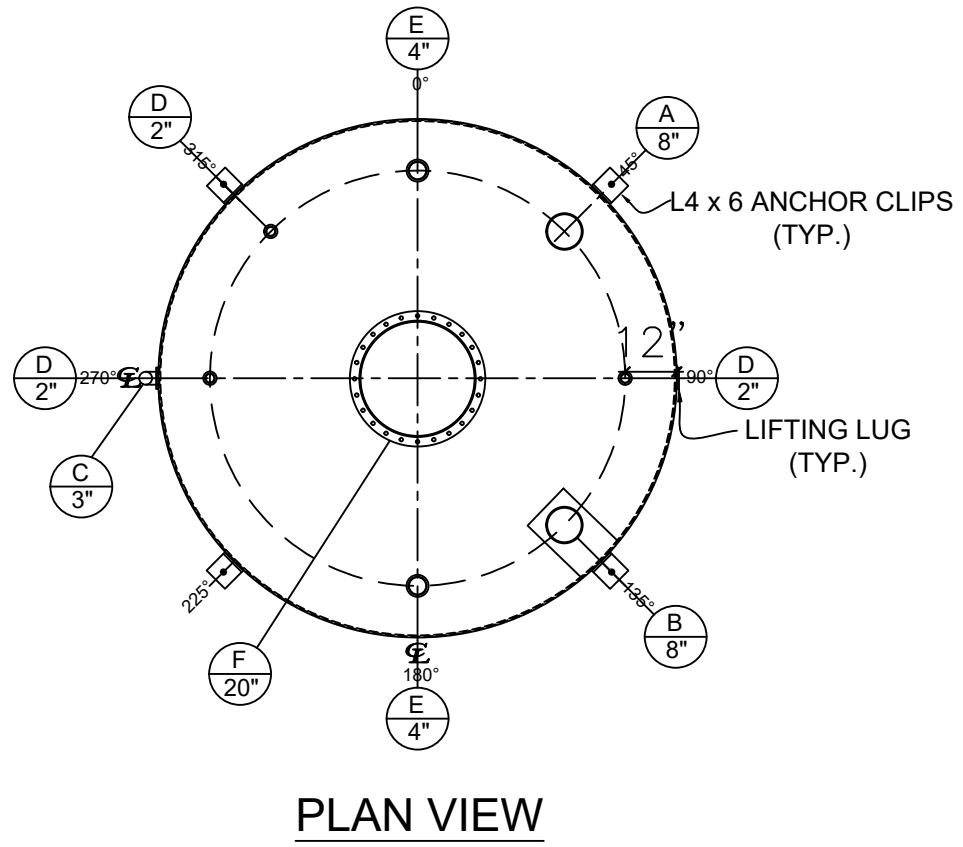 E
4"
0°
D
2"
315°
A
8"
45°
L4 x 6 ANCHOR CLIPS
(TYP.)
12"
D
2"
270° ℄
90°
D
2"
LIFTING LUG
(TYP.)
C
3"
225°
135°
B
8"
F
20"
℄
180°
E
4"
PLAN VIEW